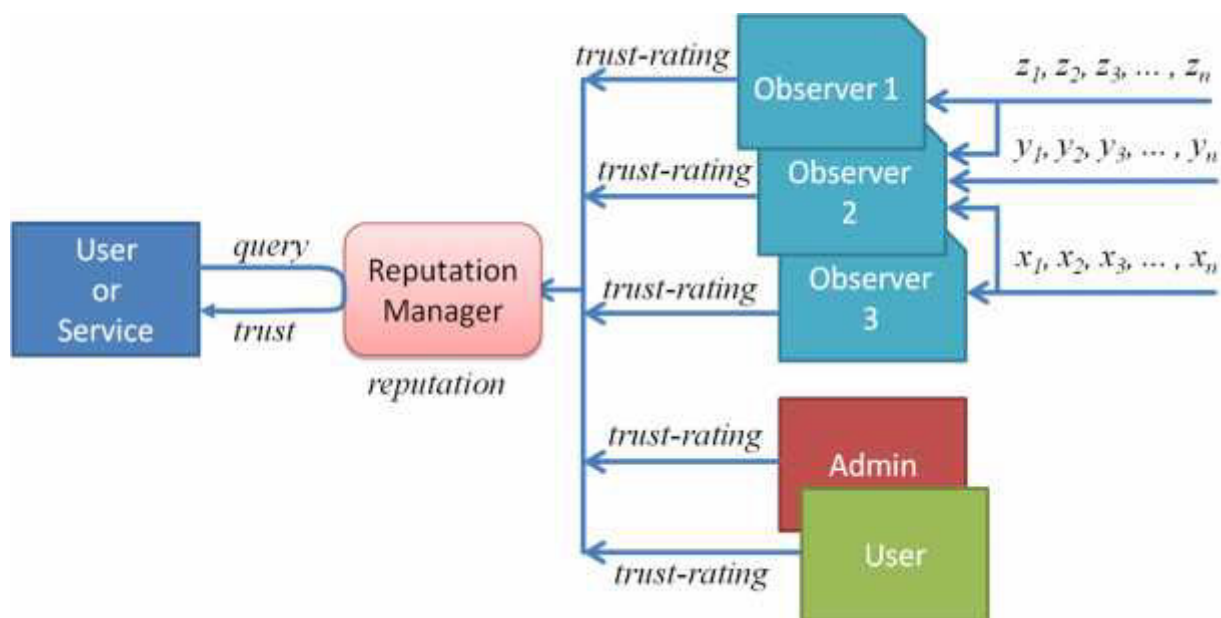 trust-rating
Observer 1
z1, z2, z3, ... , zn
trust-rating
Observer
2
y1, y2, y3, ... , yn
User
or
Service
query
trust
Reputation
Manager
reputation
trust-rating
Observer
3
x1, x2, x3, ... , xn
trust-rating
Admin
trust-rating
User